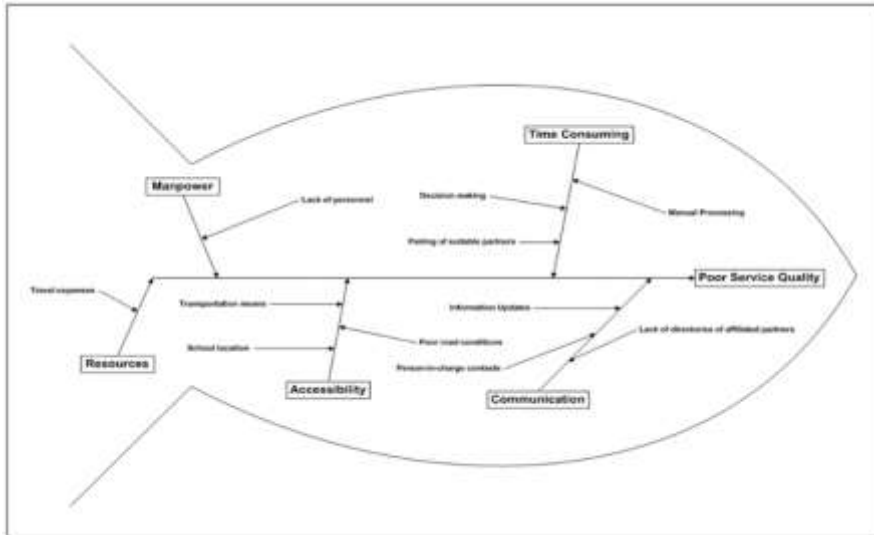 Time Consuming
Manpower
Decision making
Lack of personnel
Manual Processing
Pairing of suitable partners
Poor Service Quality
Travel expenses
Transportation means
Information Updates
Lack of directories of affiliated partners
School location
Poor road conditions
Resources
Person-in-charge contacts
Accessibility
Communication